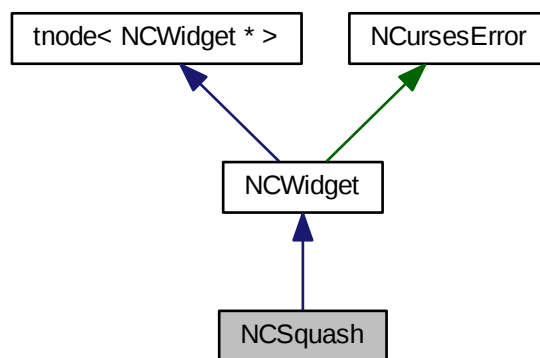 tnode< NCWidget * >
NCursesError
NCWidget
NCSquash